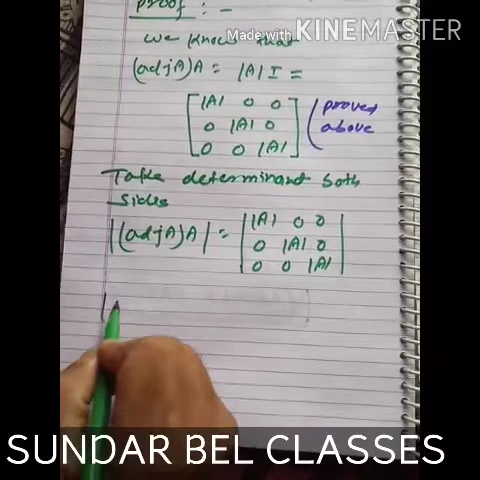 Proof : -
Made with KINEMASTER
We know that
(adjA)A = |A| I =
|A| 0 0
0 |A| 0
0 0 |A|
(proved
above
Take determinant both
sides
|(adjA)A| = |A| 0 0
0 |A| 0
0 0 |A|
|
SUNDAR BEL CLASSES